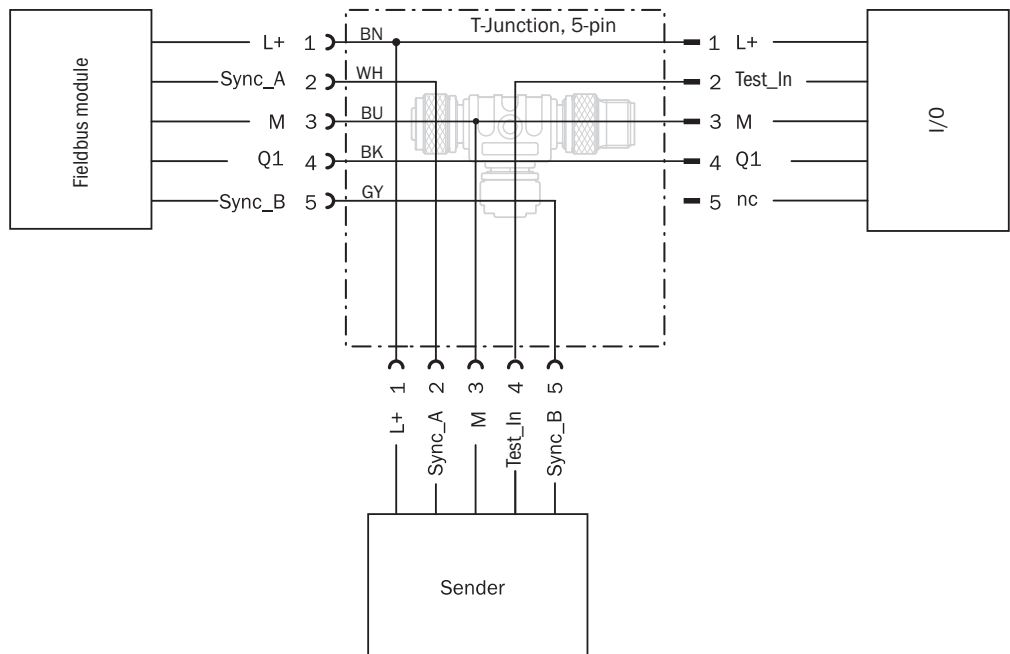 T-Junction, 5-pin
Fieldbus module
L+ 1 BN
Sync_A 2 WH
M 3 BU
Q1 4 BK
Sync_B 5 GY
1 L+
2 Test_In
3 M
4 Q1
5 nc
I/O
1 L+
2 Sync_A
3 M
4 Test_In
5 Sync_B
Sender